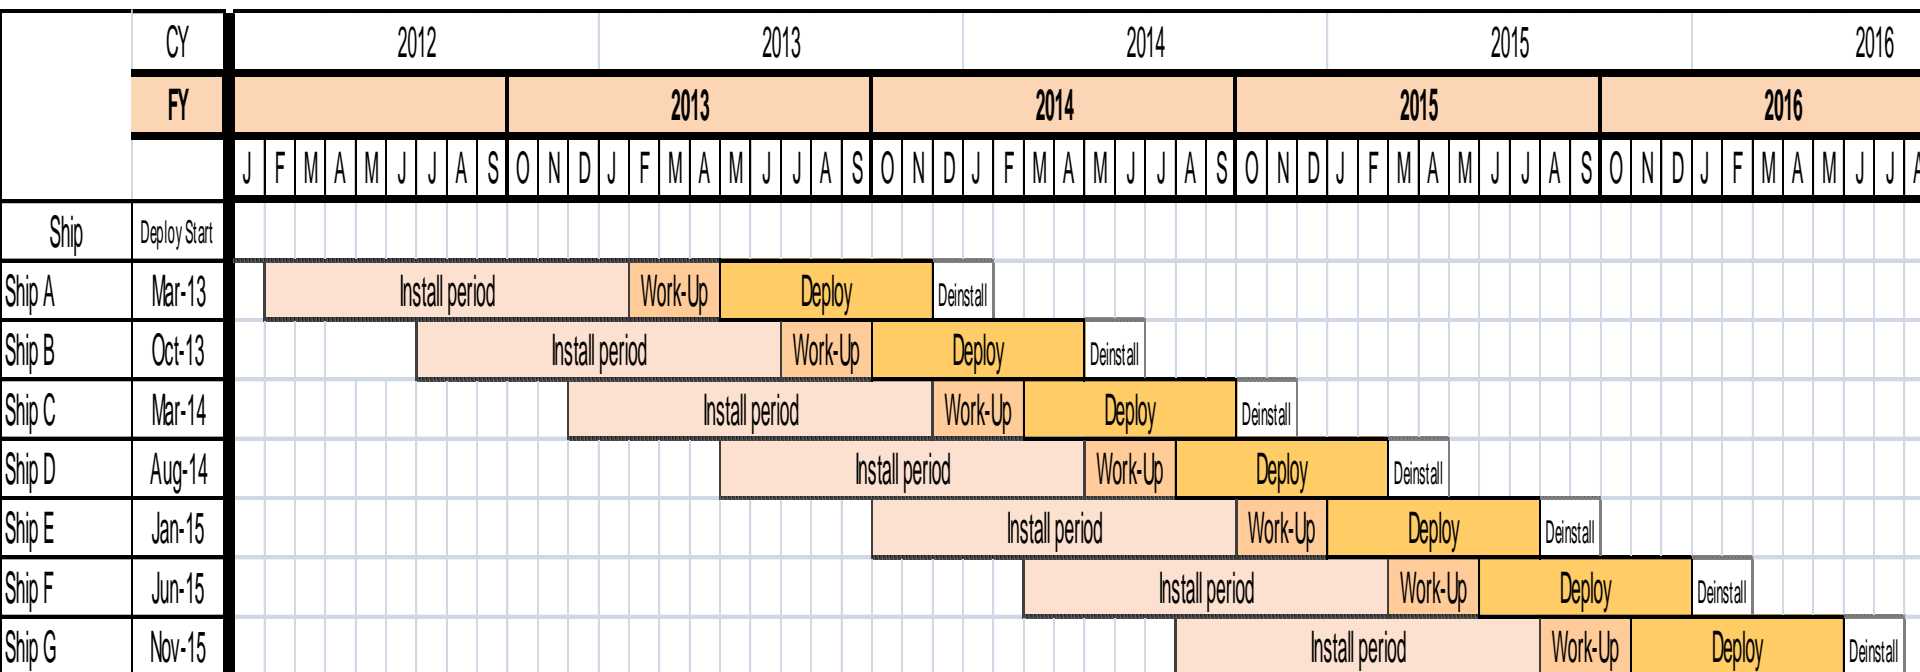 CY 2012 2013 2014 2015 2016
FY 2013 2014 2015 2016
J F M A M J J A S O N D J F M A M J J A S O N D J F M A M J J A S O N D J F M A M J J A S O N D J F M A M J J A
Ship Deploy Start
Ship A Mar-13 Install period Work-Up Deploy Deinstall
Ship B Oct-13 Install period Work-Up Deploy Deinstall
Ship C Mar-14 Install period Work-Up Deploy Deinstall
Ship D Aug-14 Install period Work-Up Deploy Deinstall
Ship E Jan-15 Install period Work-Up Deploy Deinstall
Ship F Jun-15 Install period Work-Up Deploy Deinstall
Ship G Nov-15 Install period Work-Up Deploy Deinstall